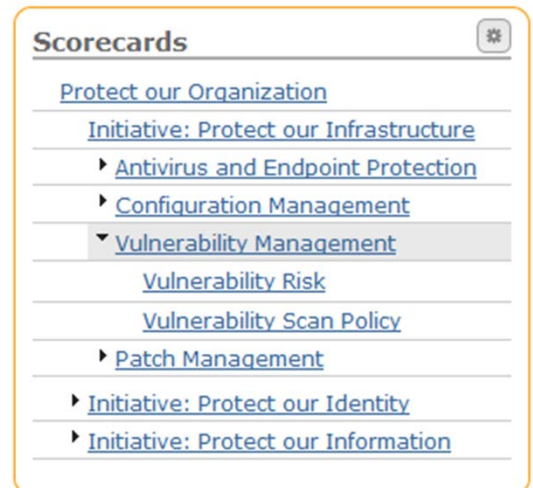 Scorecards
Protect our Organization
Initiative: Protect our Infrastructure
Antivirus and Endpoint Protection
Configuration Management
Vulnerability Management
Vulnerability Risk
Vulnerability Scan Policy
Patch Management
Initiative: Protect our Identity
Initiative: Protect our Information